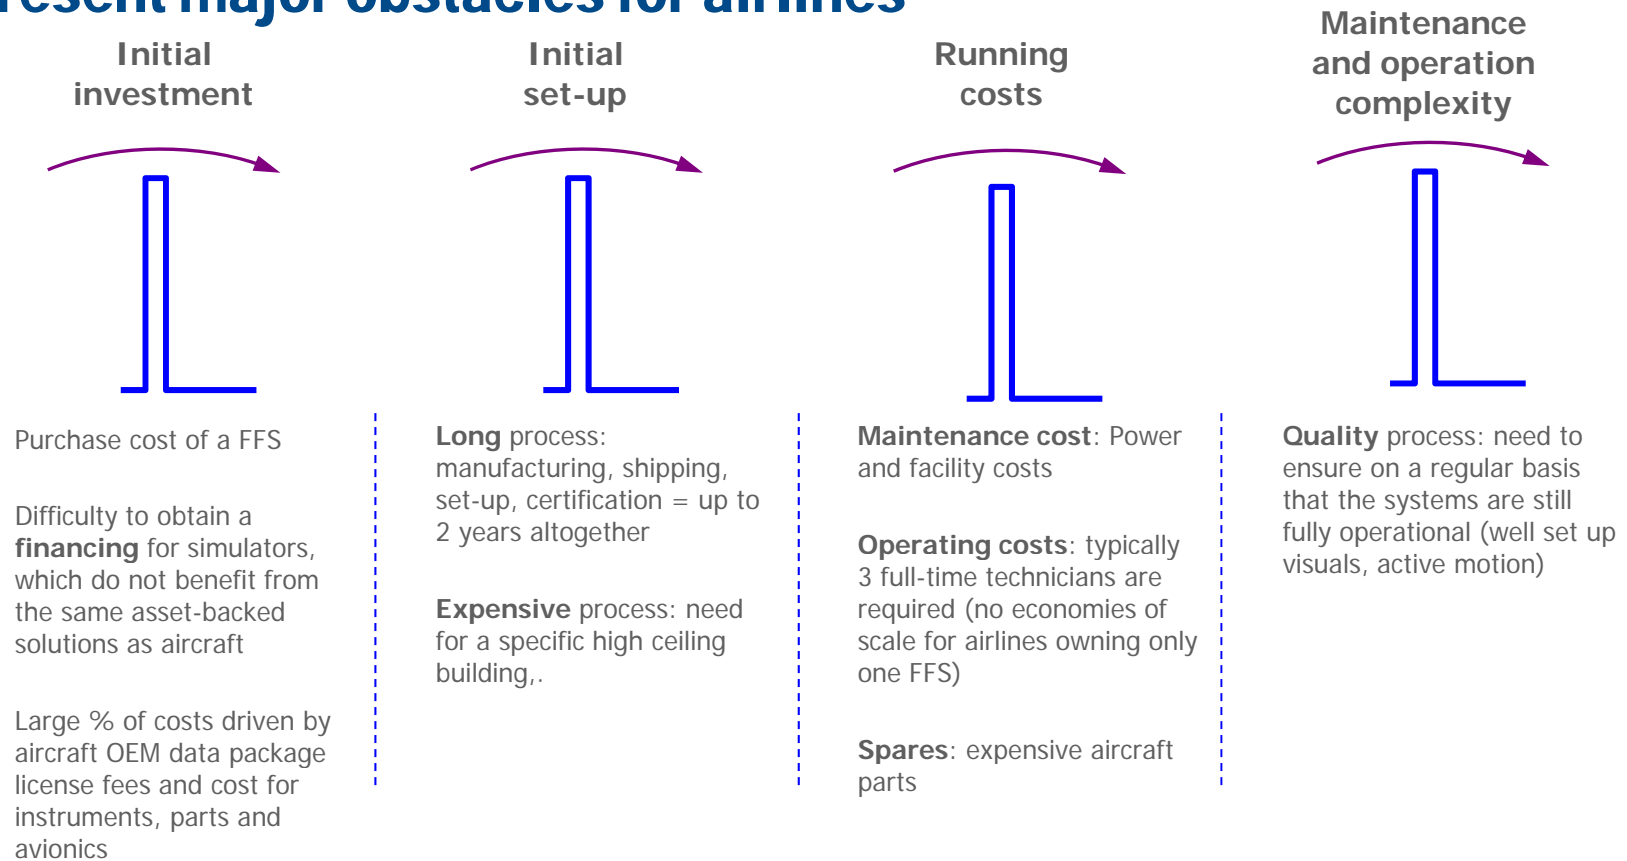 resent major obstacles for airlines
Initial
investment
Initial
set-up
Running
costs
Maintenance
and operation
complexity
Purchase cost of a FFS
Difficulty to obtain a
financing for simulators,
which do not benefit from
the same asset-backed
solutions as aircraft
Large % of costs driven by
aircraft OEM data package
license fees and cost for
instruments, parts and
avionics
Long process:
manufacturing, shipping,
set-up, certification = up to
2 years altogether
Expensive process: need
for a specific high ceiling
building,.
Maintenance cost: Power
and facility costs
Operating costs: typically
3 full-time technicians are
required (no economies of
scale for airlines owning only
one FFS)
Spares: expensive aircraft
parts
Quality process: need to
ensure on a regular basis
that the systems are still
fully operational (well set up
visuals, active motion)